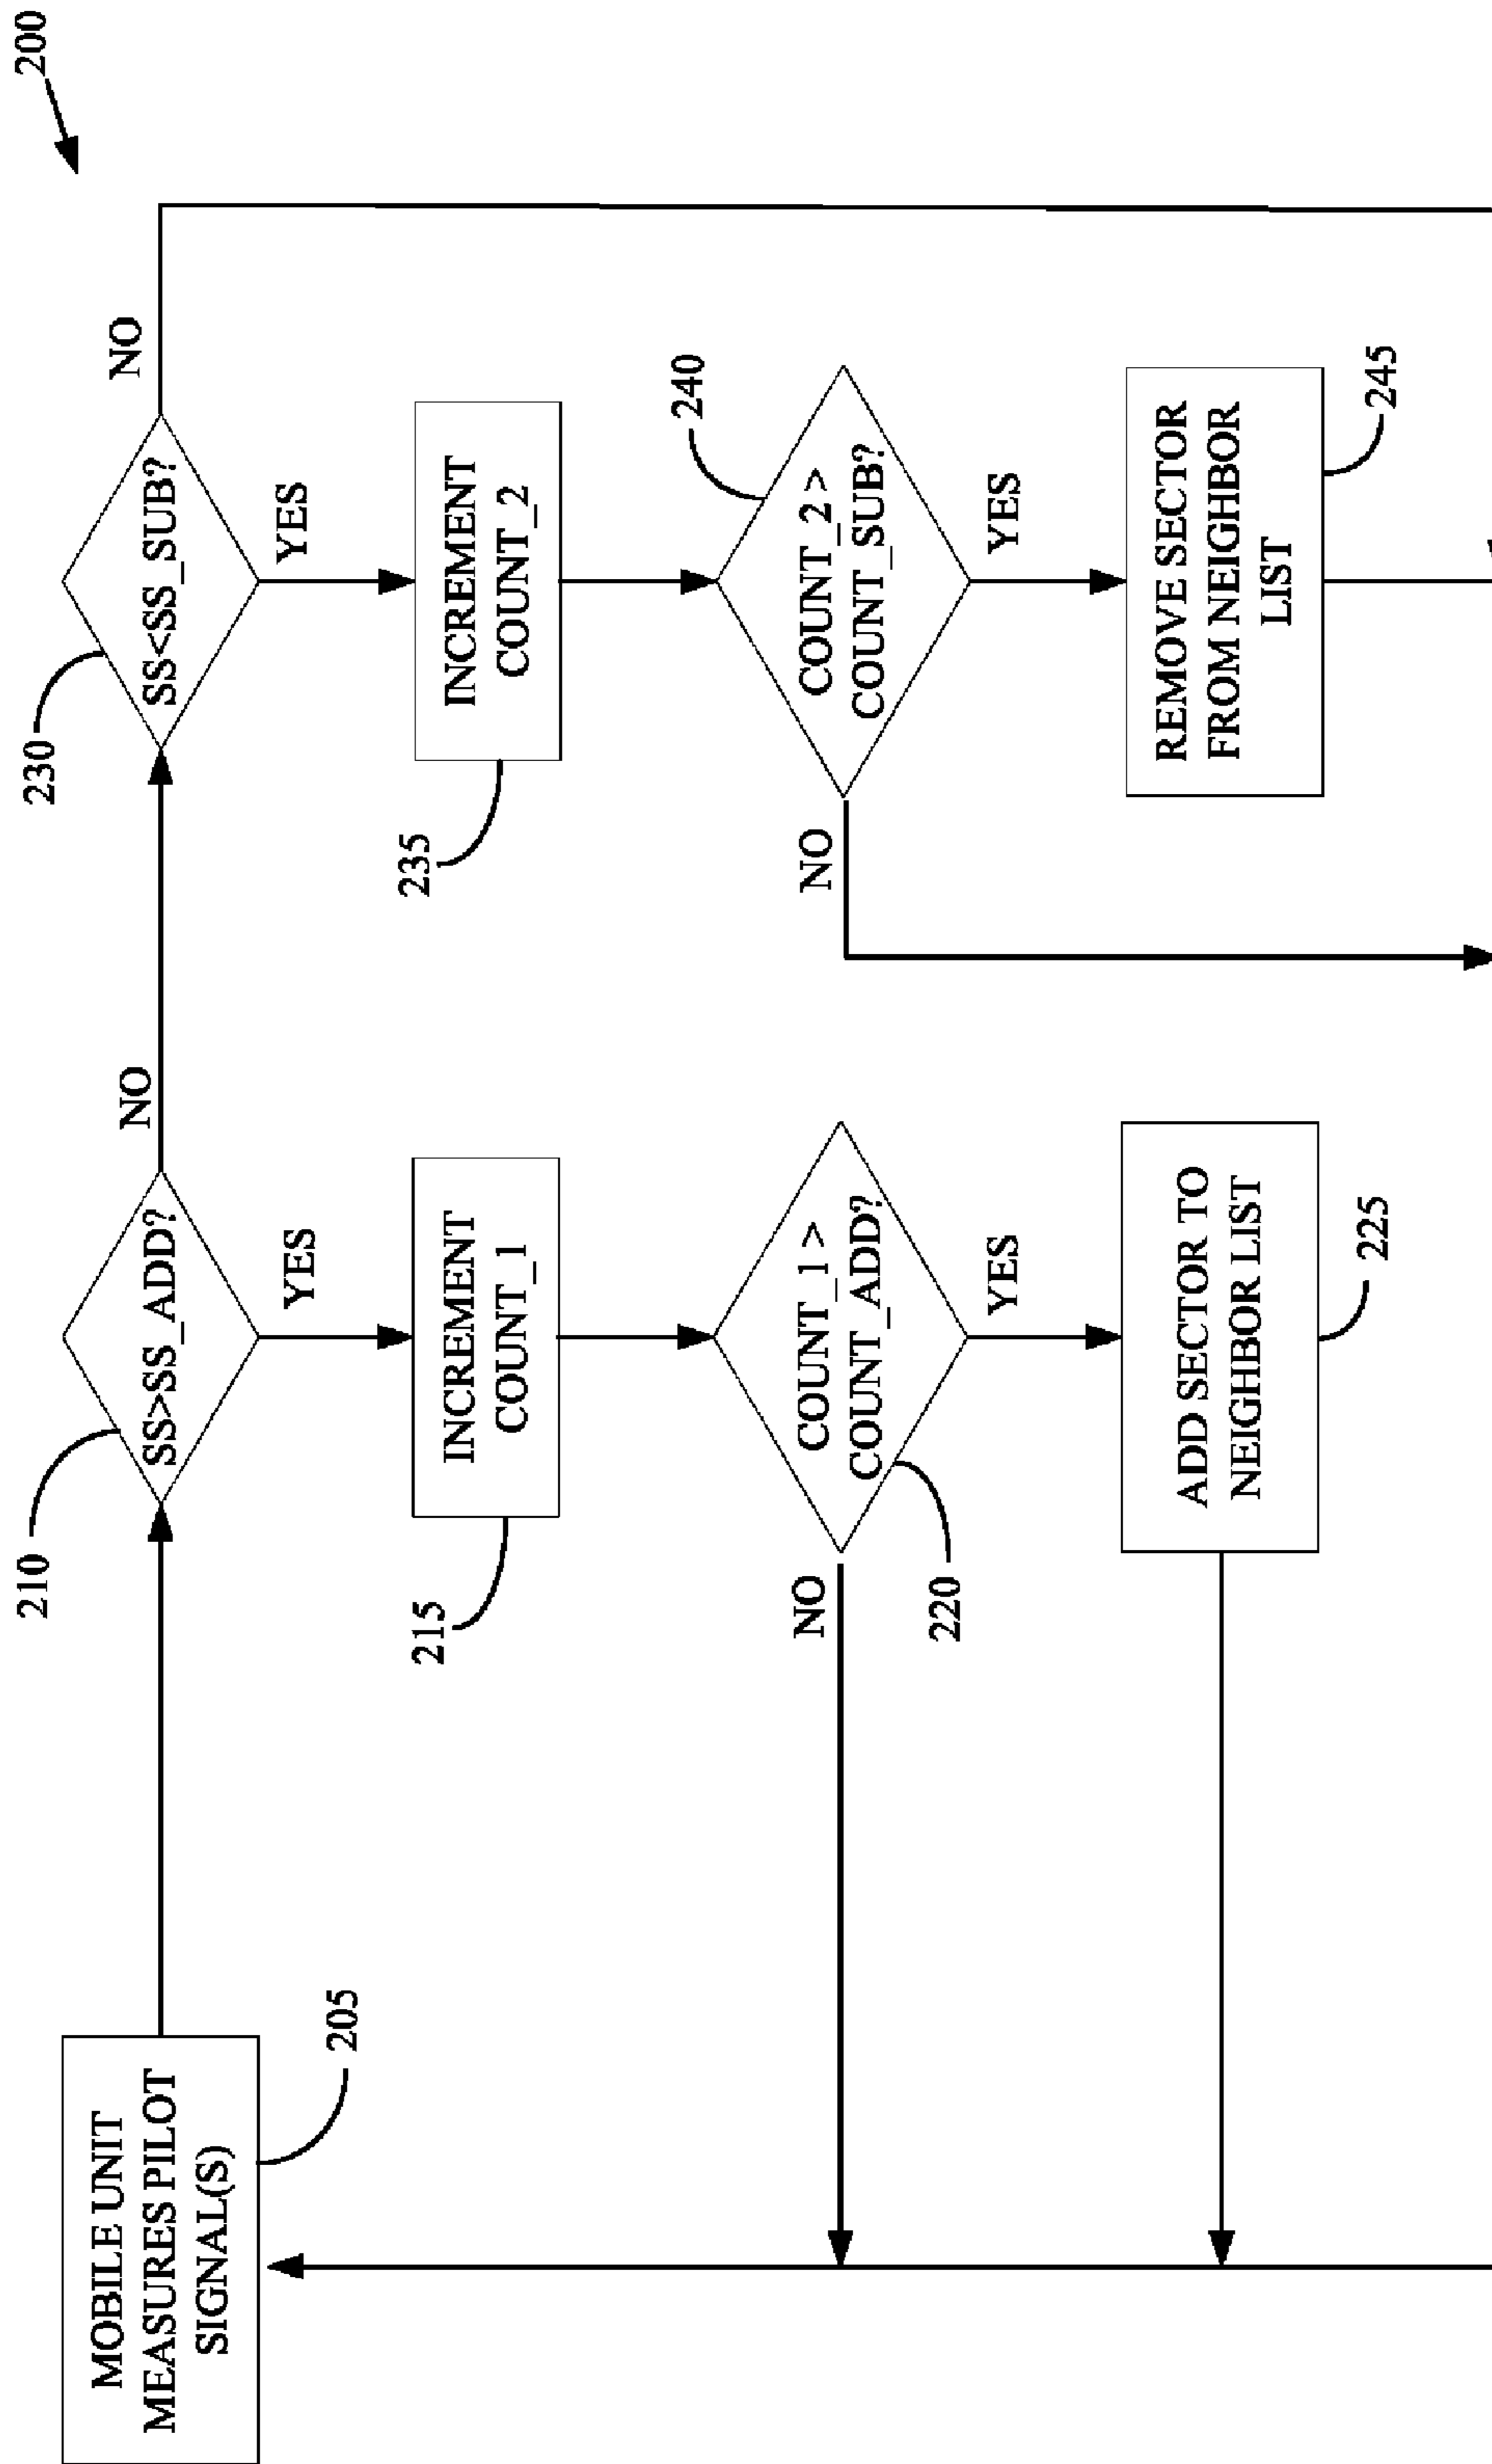 200
MOBILE UNIT
MEASURES PILOT
SIGNAL(S)
205
210
SS>SS_ADD?
NO
YES
230
SS<SS_SUB?
NO
YES
215
INCREMENT
COUNT_1
235
INCREMENT
COUNT_2
NO
COUNT_1 >
COUNT_ADD?
220
YES
NO
COUNT_2 >
COUNT_SUB?
240
YES
ADD SECTOR TO
NEIGHBOR LIST
225
REMOVE SECTOR
FROM NEIGHBOR
LIST
245